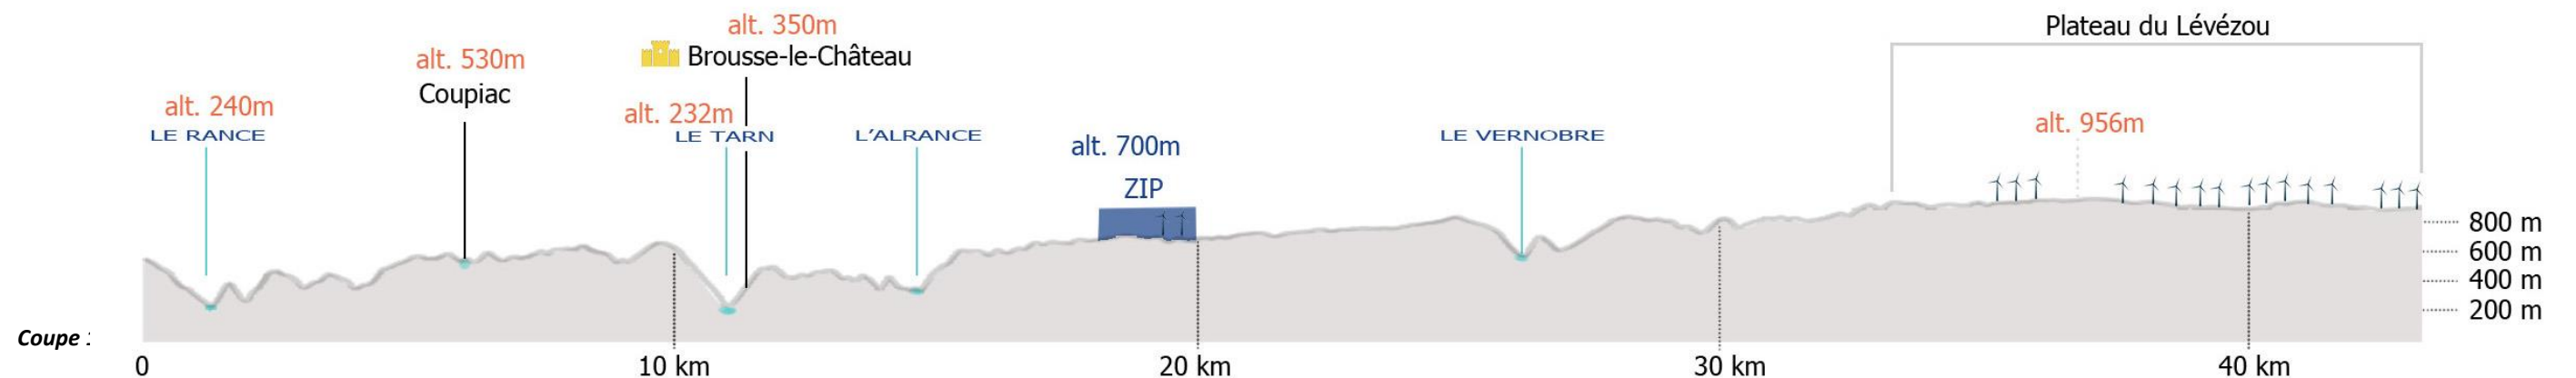 alt. 350m
Brousse-le-Château
Plateau du Lévézou
alt. 530m
Coupiac
alt. 240m
LE RANCE
alt. 232m
LE TARN
L'ALRANCE
alt. 700m
ZIP
LE VERNOBRE
alt. 956m
800 m
600 m
400 m
200 m
Coupe
0
10 km
20 km
30 km
40 km